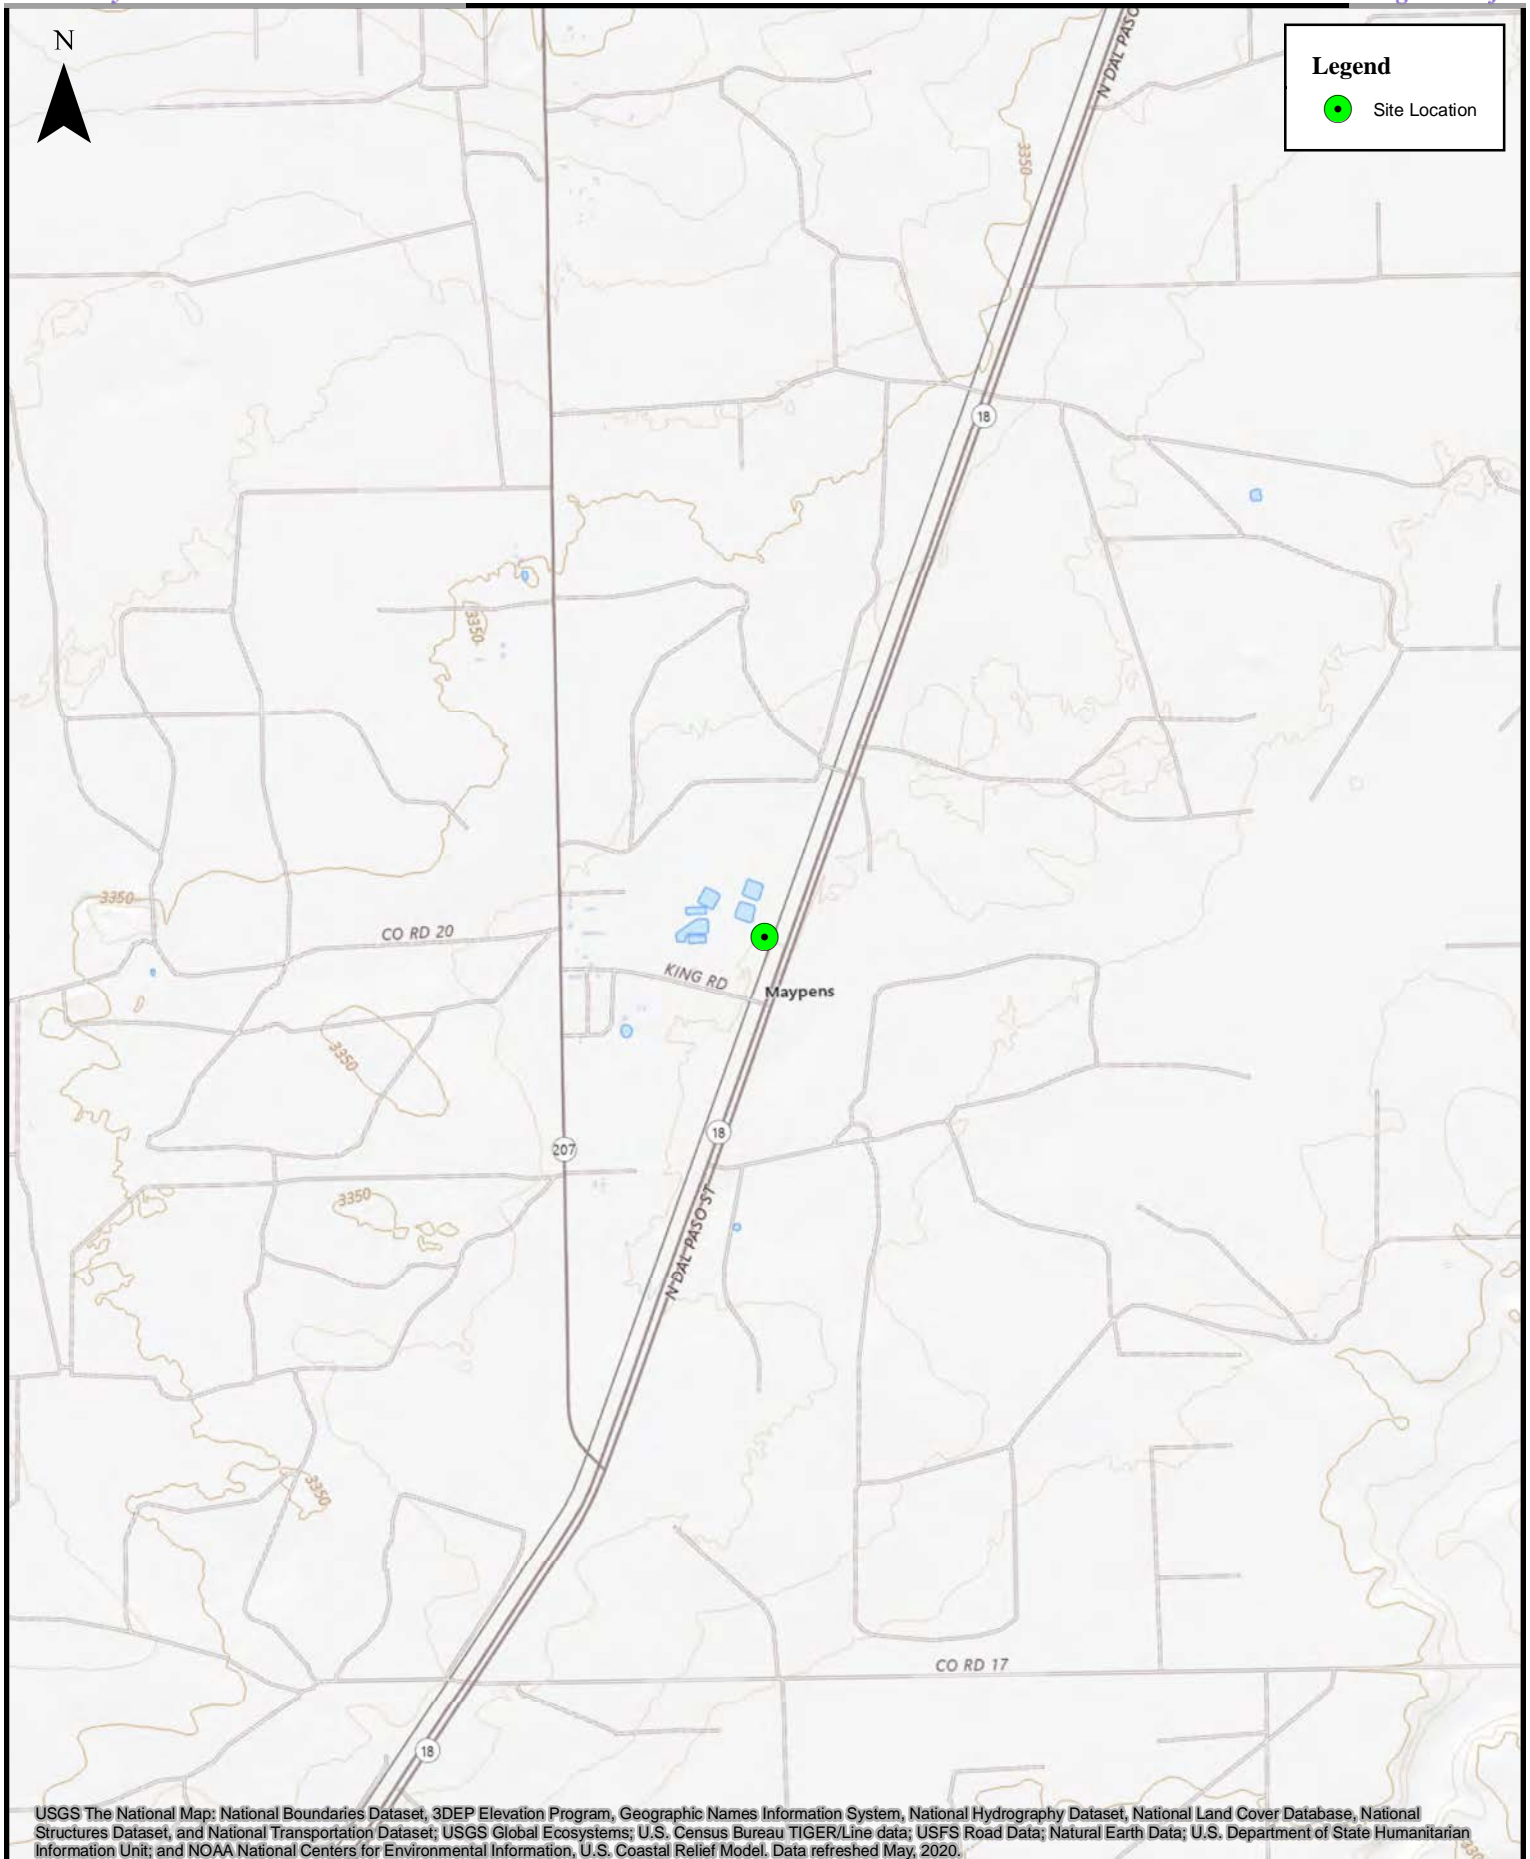 N
Legend
Site Location
N DAL PASO
3350
18
3350
3350
CO RD 20
KING RD
Maypens
3350
18
207
3350
N DAL PASO ST
3350
CO RD 17
18
USGS The National Map: National Boundaries Dataset, 3DEP Elevation Program, Geographic Names Information System, National Hydrography Dataset, National Land Cover Database, National
Structures Dataset, and National Transportation Dataset; USGS Global Ecosystems; U.S. Census Bureau TIGER/Line data; USFS Road Data; Natural Earth Data; U.S. Department of State Humanitarian
Information Unit; and NOAA National Centers for Environmental Information, U.S. Coastal Relief Model. Data refreshed May, 2020.